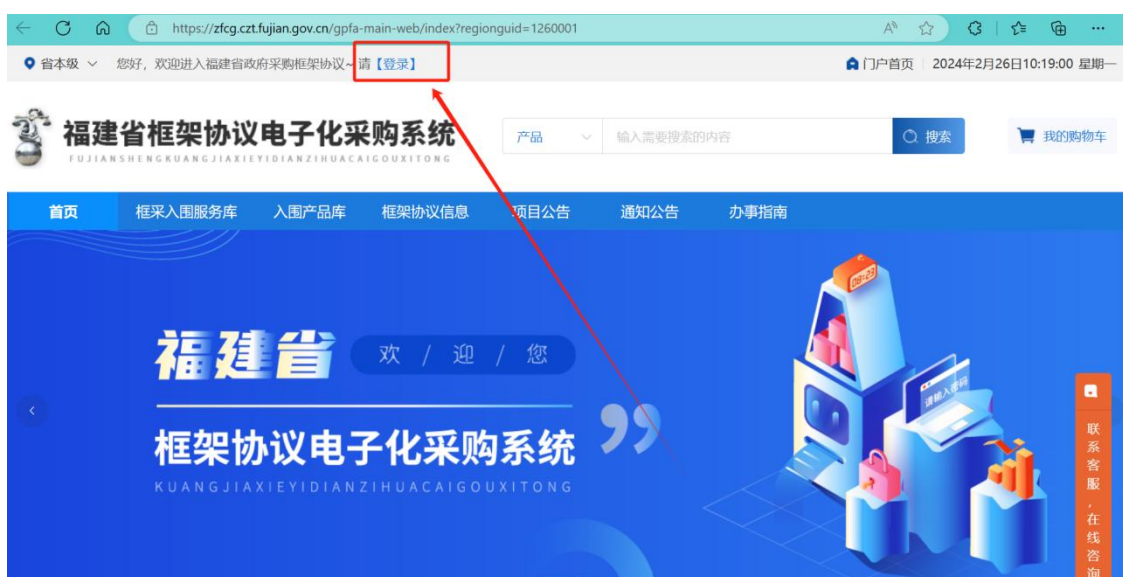 https://zfcg.czt.fujian.gov.cn/gpfa-main-web/index?regionguid=1260001
省本级 您好，欢迎进入福建省政府采购框架协议~ 请【登录】 门户首页 2024年2月26日10:19:00 星期一
福建省框架协议电子化采购系统 产品 输入需要搜索的内容 搜索 我的购物车
FUJIANSHENGKUANGJIAXIEYIDIANZIHUACAIGOUXITONG
首页 框采入围服务库 入围产品库 框架协议信息 项目公告 通知公告 办事指南
08:23
福建省 欢 / 迎 / 您
请输入密码
框架协议电子化采购系统
KUANGJIAXIEYIDIANZIHUACAIGOUXITONG
联系客服，在线咨询